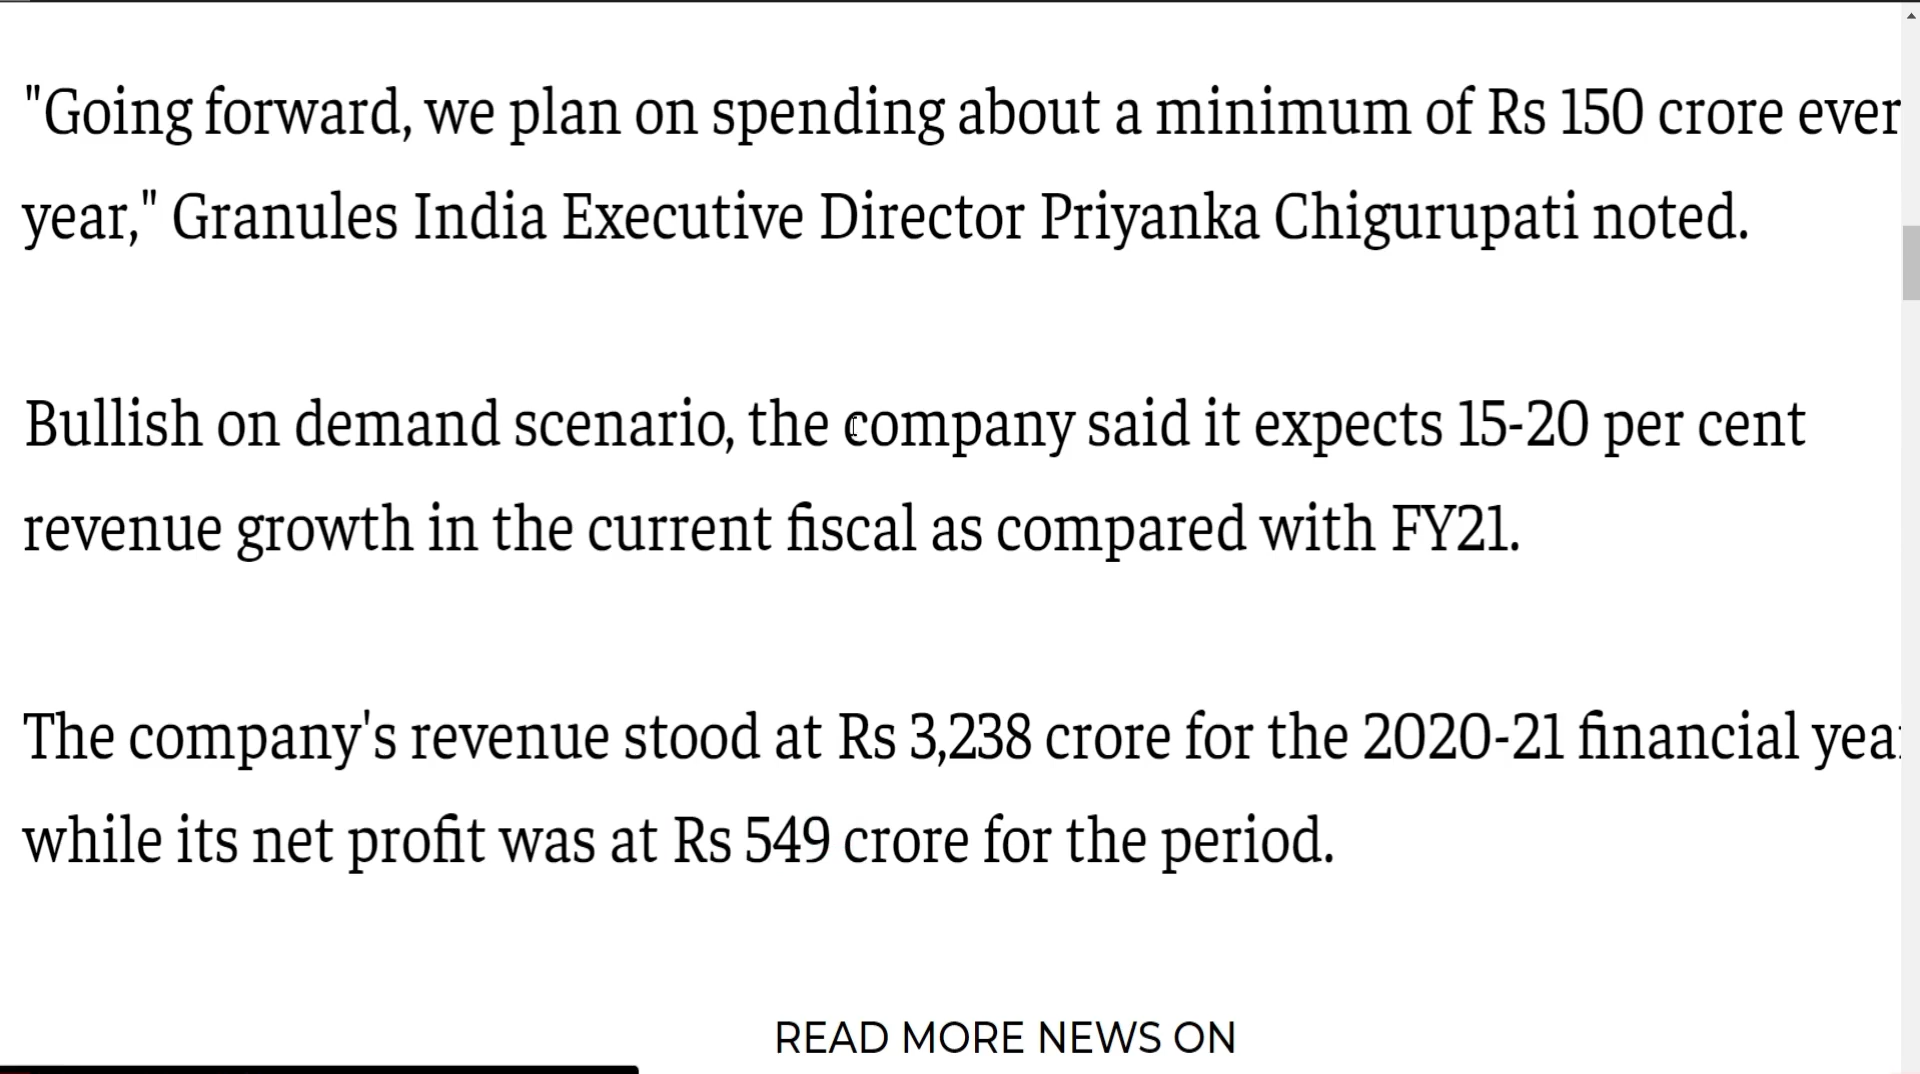 "Going forward, we plan on spending about a minimum of Rs 150 crore ever
year," Granules India Executive Director Priyanka Chigurupati noted.
Bullish on demand scenario, the company said it expects 15-20 per cent
revenue growth in the current fiscal as compared with FY21.
The company's revenue stood at Rs 3,238 crore for the 2020-21 financial year
while its net profit was at Rs 549 crore for the period.
READ MORE NEWS ON